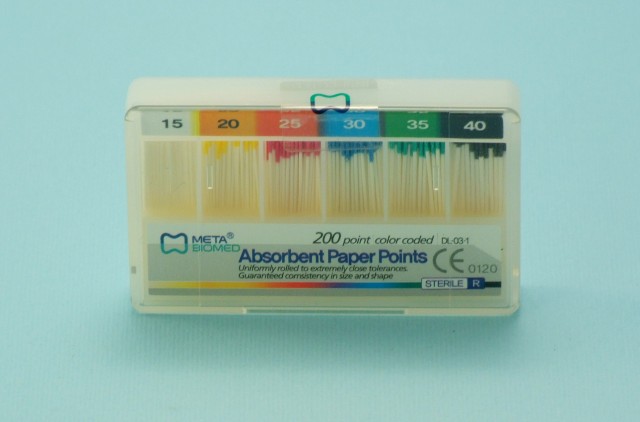 15 20 25 30 35 40
200 point color coded DL-03-1
META®
BIOMED
Absorbent Paper Points
Uniformly rolled to extremely close tolerances.
Guaranteed comsistency in size and shape
CE 0120
STERILE R